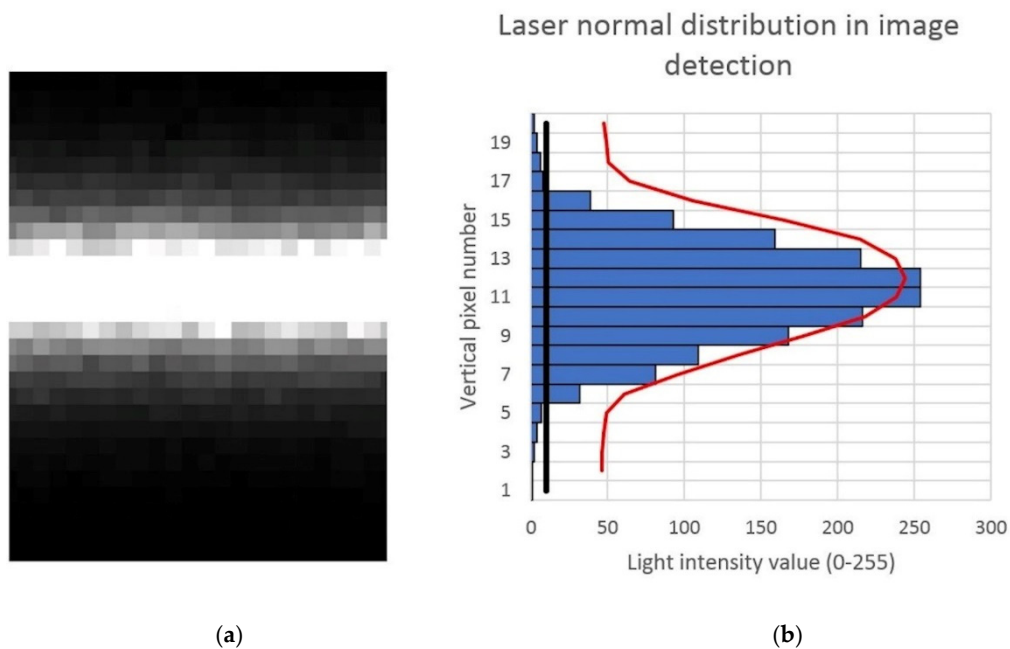 Laser normal distribution in image
detection
Vertical pixel number
19
17
15
13
11
9
7
5
3
1
0 50 100 150 200 250 300
Light intensity value (0-255)
(a) (b)